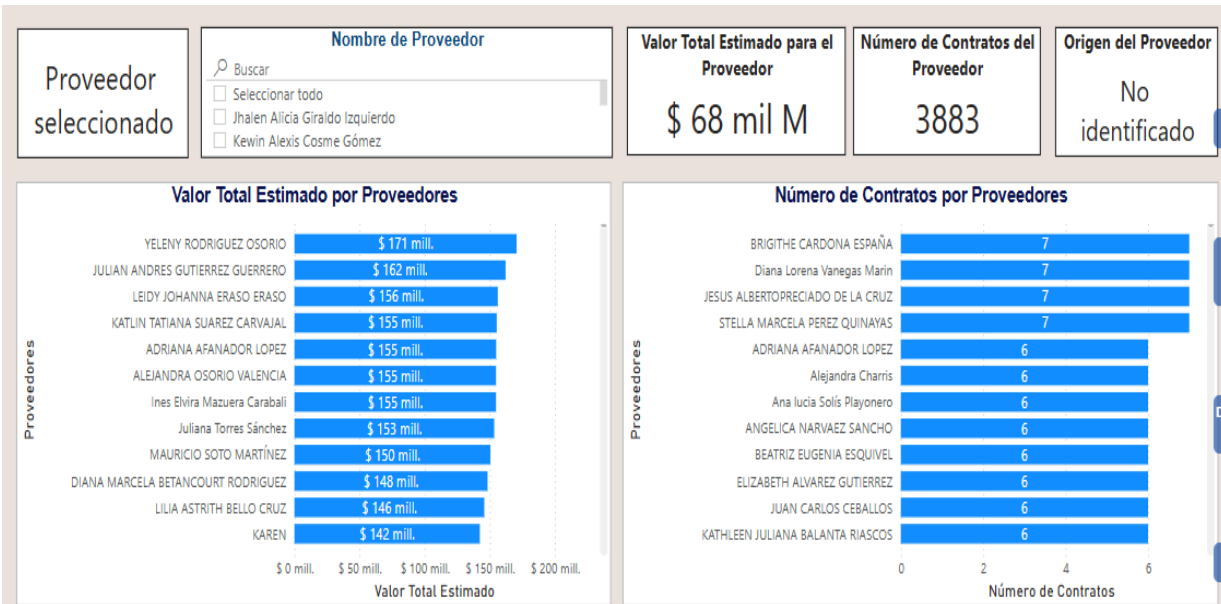 Proveedor
seleccionado
Nombre de Proveedor
Buscar
Seleccionar todo
Jhalen Alicia Giraldo Izquierdo
Kewin Alexis Cosme Gómez
Valor Total Estimado para el
Proveedor
$ 68 mil M
Número de Contratos del
Proveedor
3883
Origen del Proveedor
No
identificado
Valor Total Estimado por Proveedores
Proveedores
YELENY RODRIGUEZ OSORIO $ 171 mill.
JULIAN ANDRES GUTIERREZ GUERRERO $ 162 mill.
LEIDY JOHANNA ERASO ERASO $ 156 mill.
KATLIN TATIANA SUAREZ CARVAJAL $ 155 mill.
ADRIANA AFANADOR LOPEZ $ 155 mill.
ALEJANDRA OSORIO VALENCIA $ 155 mill.
Ines Elvira Mazuera Carabali $ 155 mill.
Juliana Torres Sánchez $ 153 mill.
MAURICIO SOTO MARTÍNEZ $ 150 mill.
DIANA MARCELA BETANCOURT RODRIGUEZ $ 148 mill.
LILIA ASTRITH BELLO CRUZ $ 146 mill.
KAREN $ 142 mill.
$ 0 mill. $ 50 mill. $ 100 mill. $ 150 mill. $ 200 mill.
Valor Total Estimado
Número de Contratos por Proveedores
Proveedores
BRIGITHE CARDONA ESPAÑA 7
Diana Lorena Vanegas Marin 7
JESUS ALBERTOPRECIADO DE LA CRUZ 7
STELLA MARCELA PEREZ QUINAYAS 7
ADRIANA AFANADOR LOPEZ 6
Alejandra Charris 6
Ana lucia Solís Playonero 6
ANGELICA NARVAEZ SANCHO 6
BEATRIZ EUGENIA ESQUIVEL 6
ELIZABETH ALVAREZ GUTIERREZ 6
JUAN CARLOS CEBALLOS 6
KATHLEEN JULIANA BALANTA RIASCOS 6
0 2 4 6
Número de Contratos